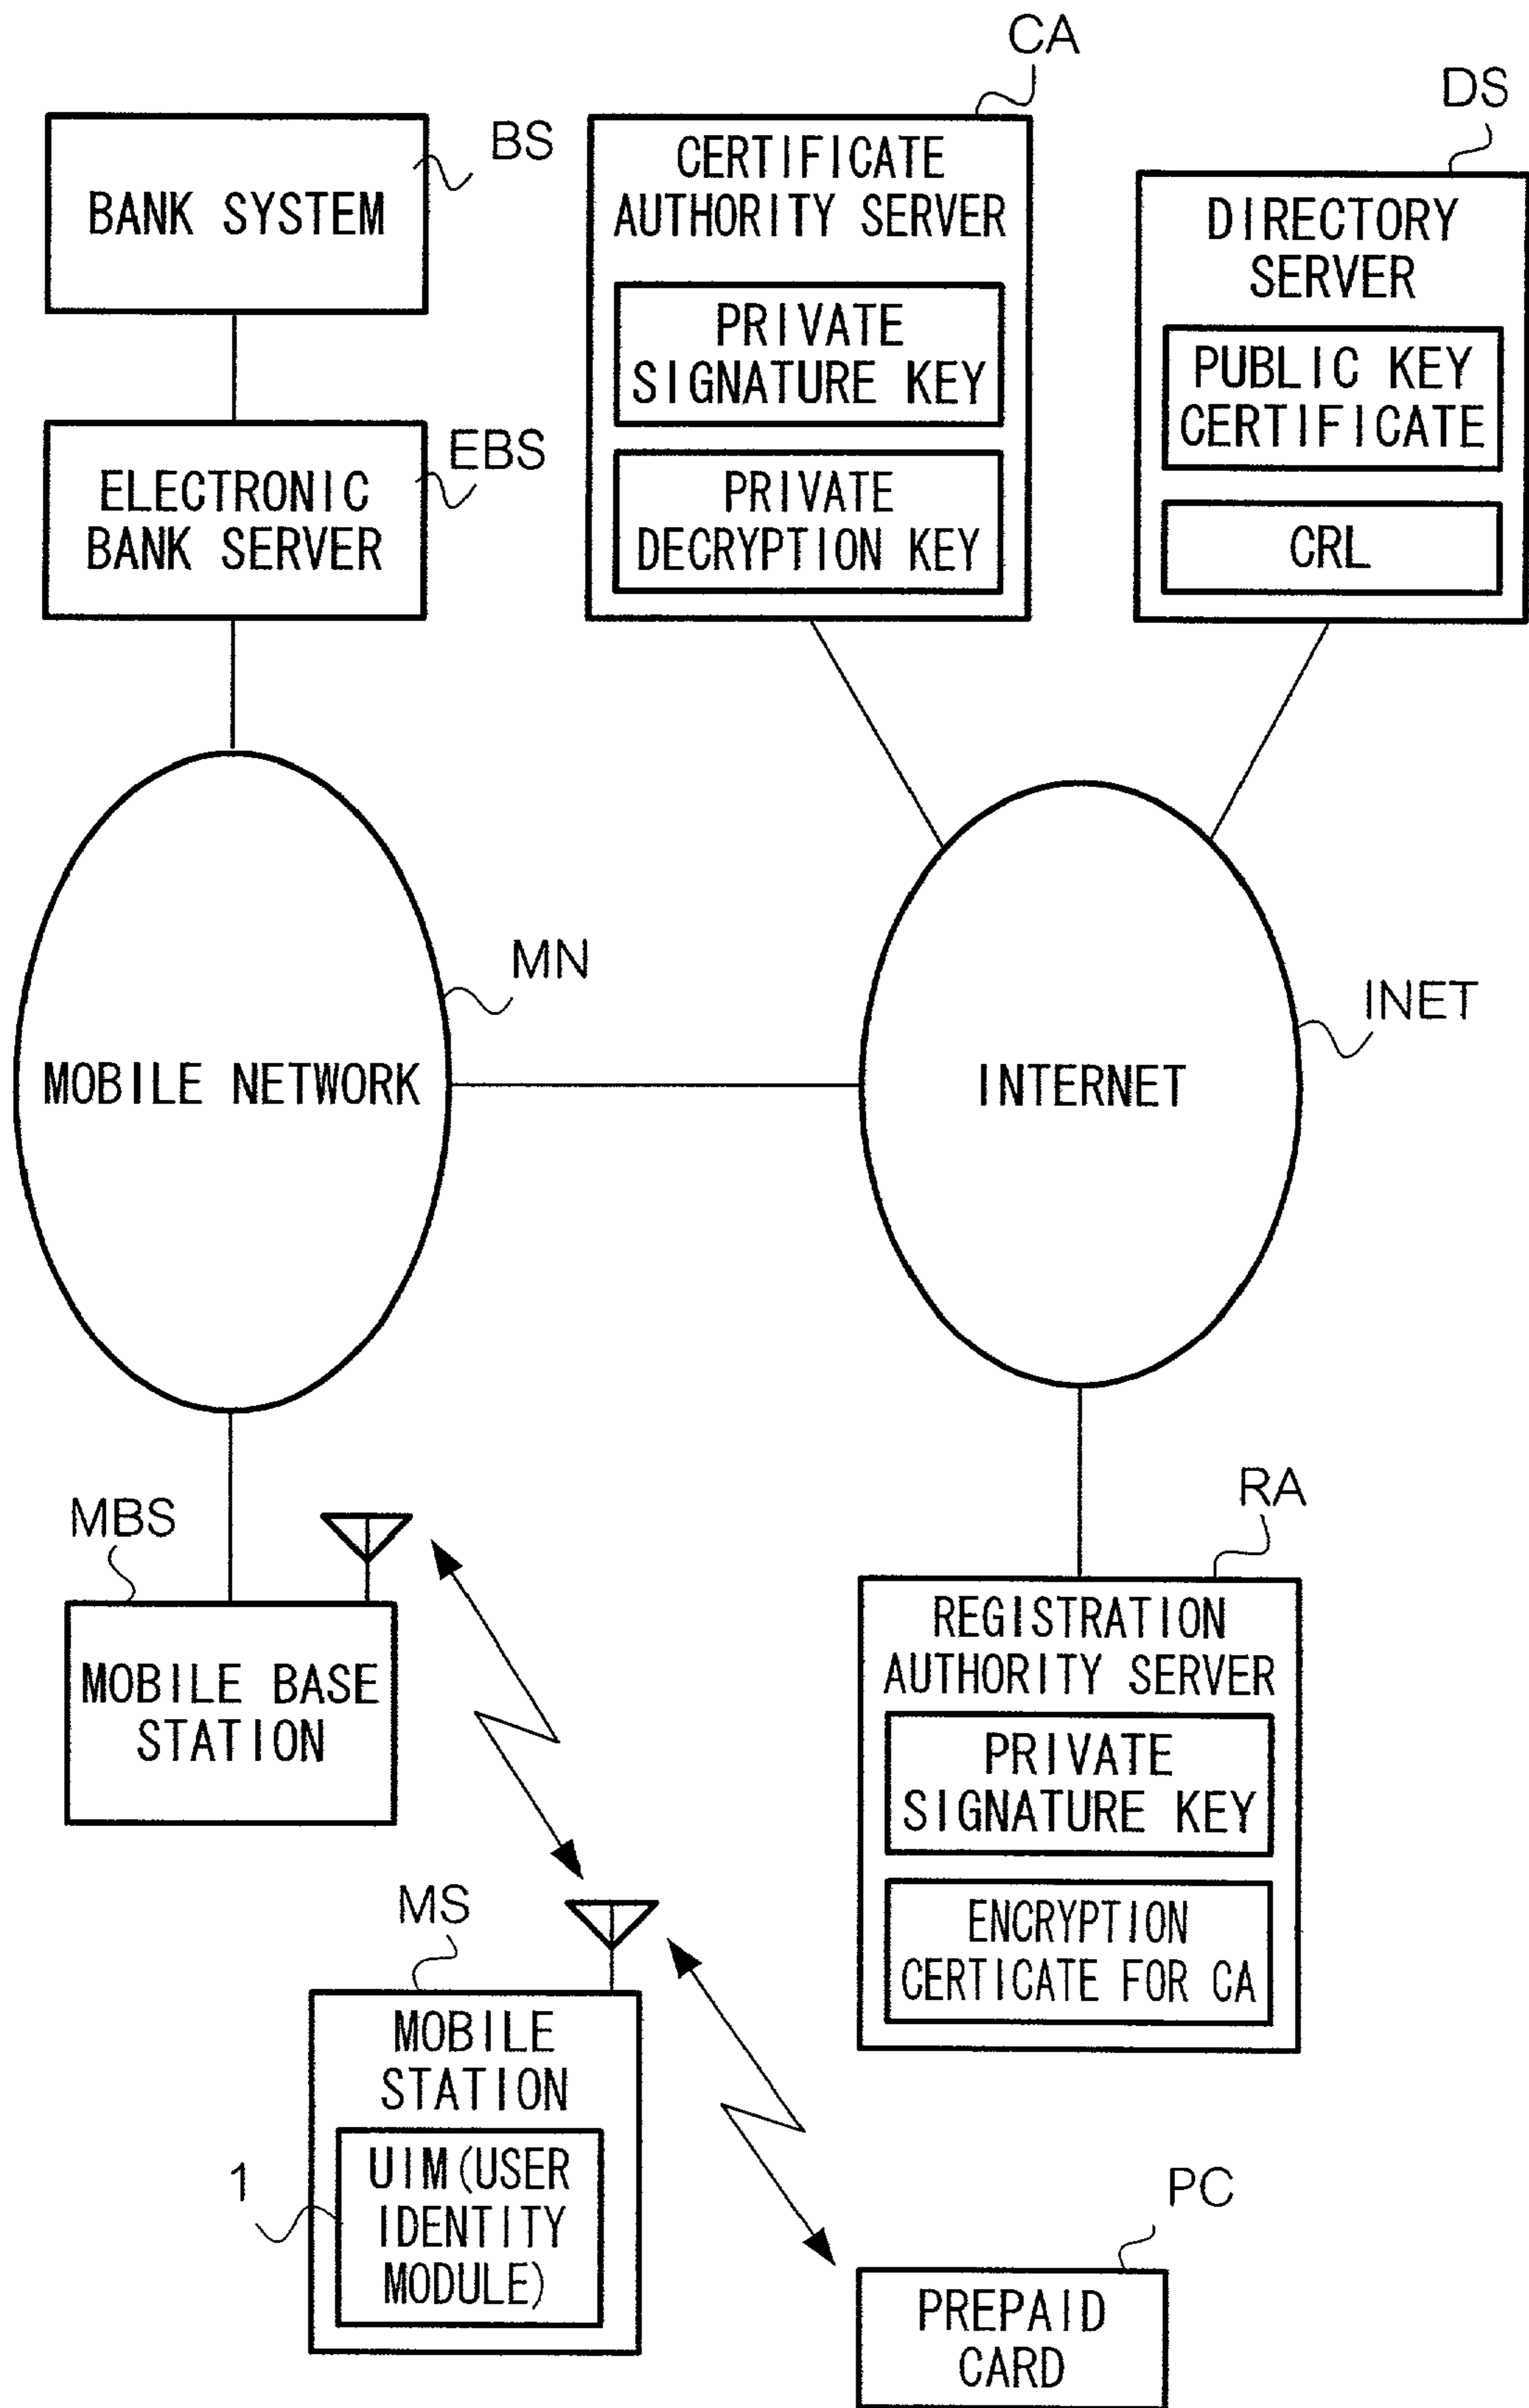 CA
DS
BS
BANK SYSTEM
CERTIFICATE
AUTHORITY SERVER
PRIVATE
SIGNATURE KEY
PRIVATE
DECRYPTION KEY
DIRECTORY
SERVER
PUBLIC KEY
CERTIFICATE
CRL
EBS
ELECTRONIC
BANK SERVER
MN
MOBILE NETWORK
INET
INTERNET
MBS
MOBILE BASE
STATION
RA
REGISTRATION
AUTHORITY SERVER
PRIVATE
SIGNATURE KEY
ENCRYPTION
CERTICATE FOR CA
MS
MOBILE
STATION
1
UIM(USER
IDENTITY
MODULE)
PC
PREPAID
CARD